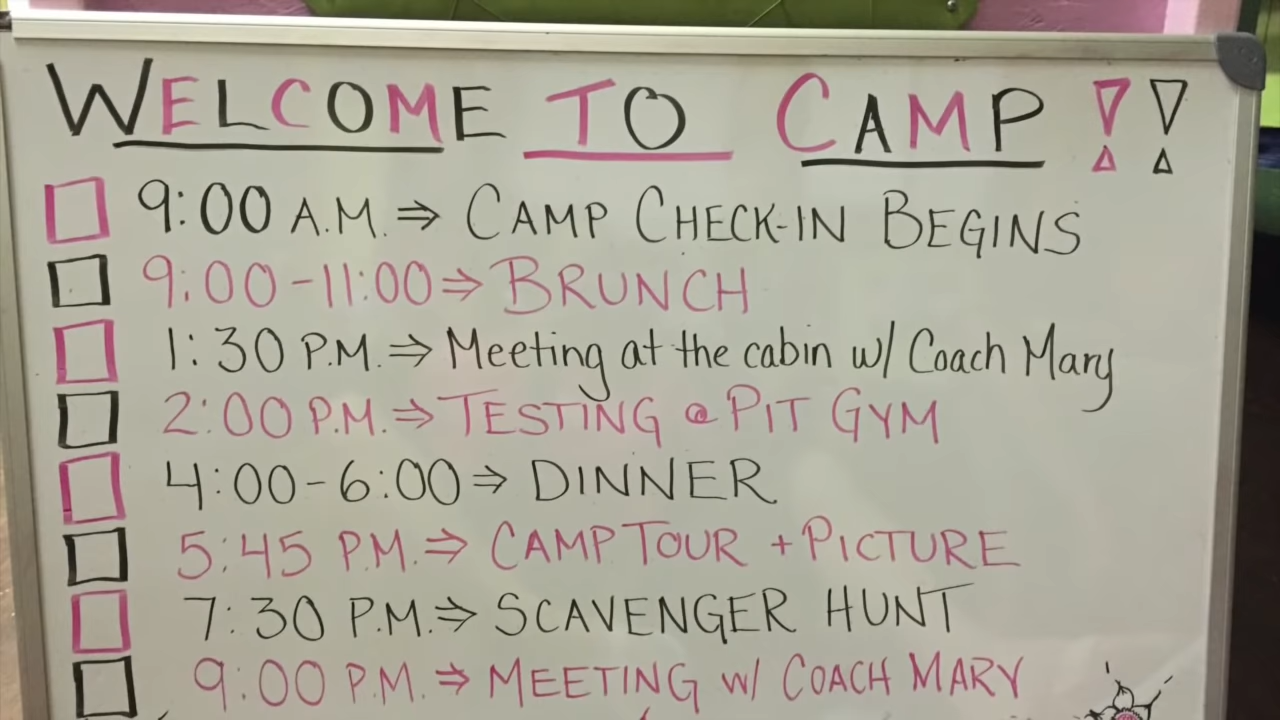 WELCOME TO CAMP!!
9:00 A.M. ⇒ CAMP CHECK-IN BEGINS
9:00-11:00 ⇒ BRUNCH
1:30 P.M. ⇒ Meeting at the cabin w/ Coach Mary
2:00 P.M. ⇒ TESTING @ PIT GYM
4:00-6:00 ⇒ DINNER
5:45 P.M. ⇒ CAMP TOUR + PICTURE
7:30 P.M. ⇒ SCAVENGER HUNT
9:00 P.M. ⇒ MEETING W/ COACH MARY